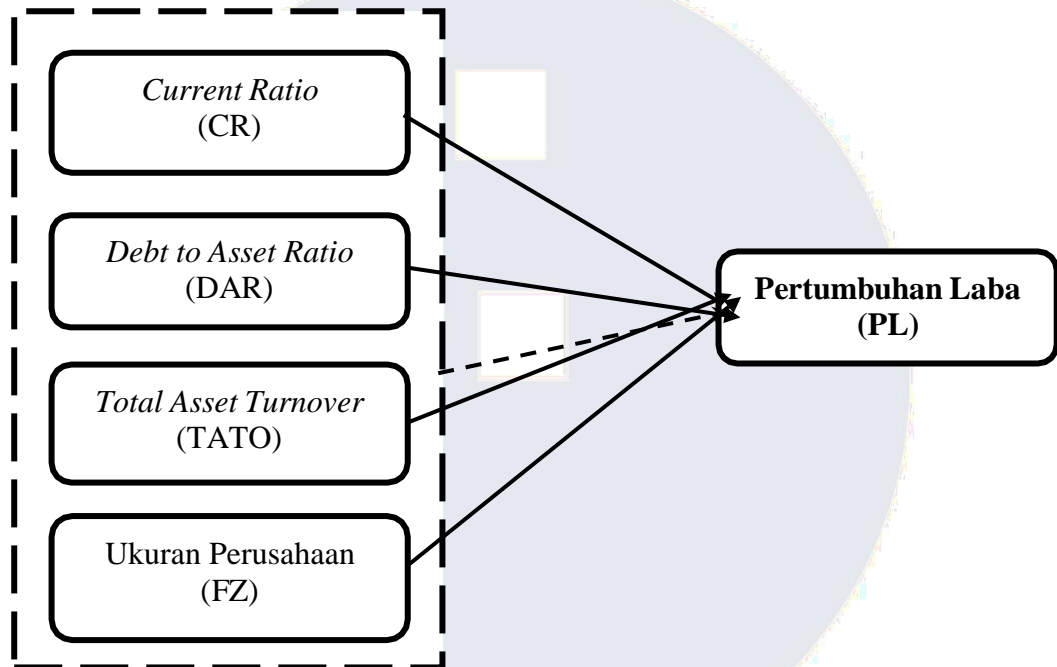 Current Ratio
(CR)
Debt to Asset Ratio
(DAR)
Total Asset Turnover
(TATO)
Ukuran Perusahaan
(FZ)
Pertumbuhan Laba
(PL)